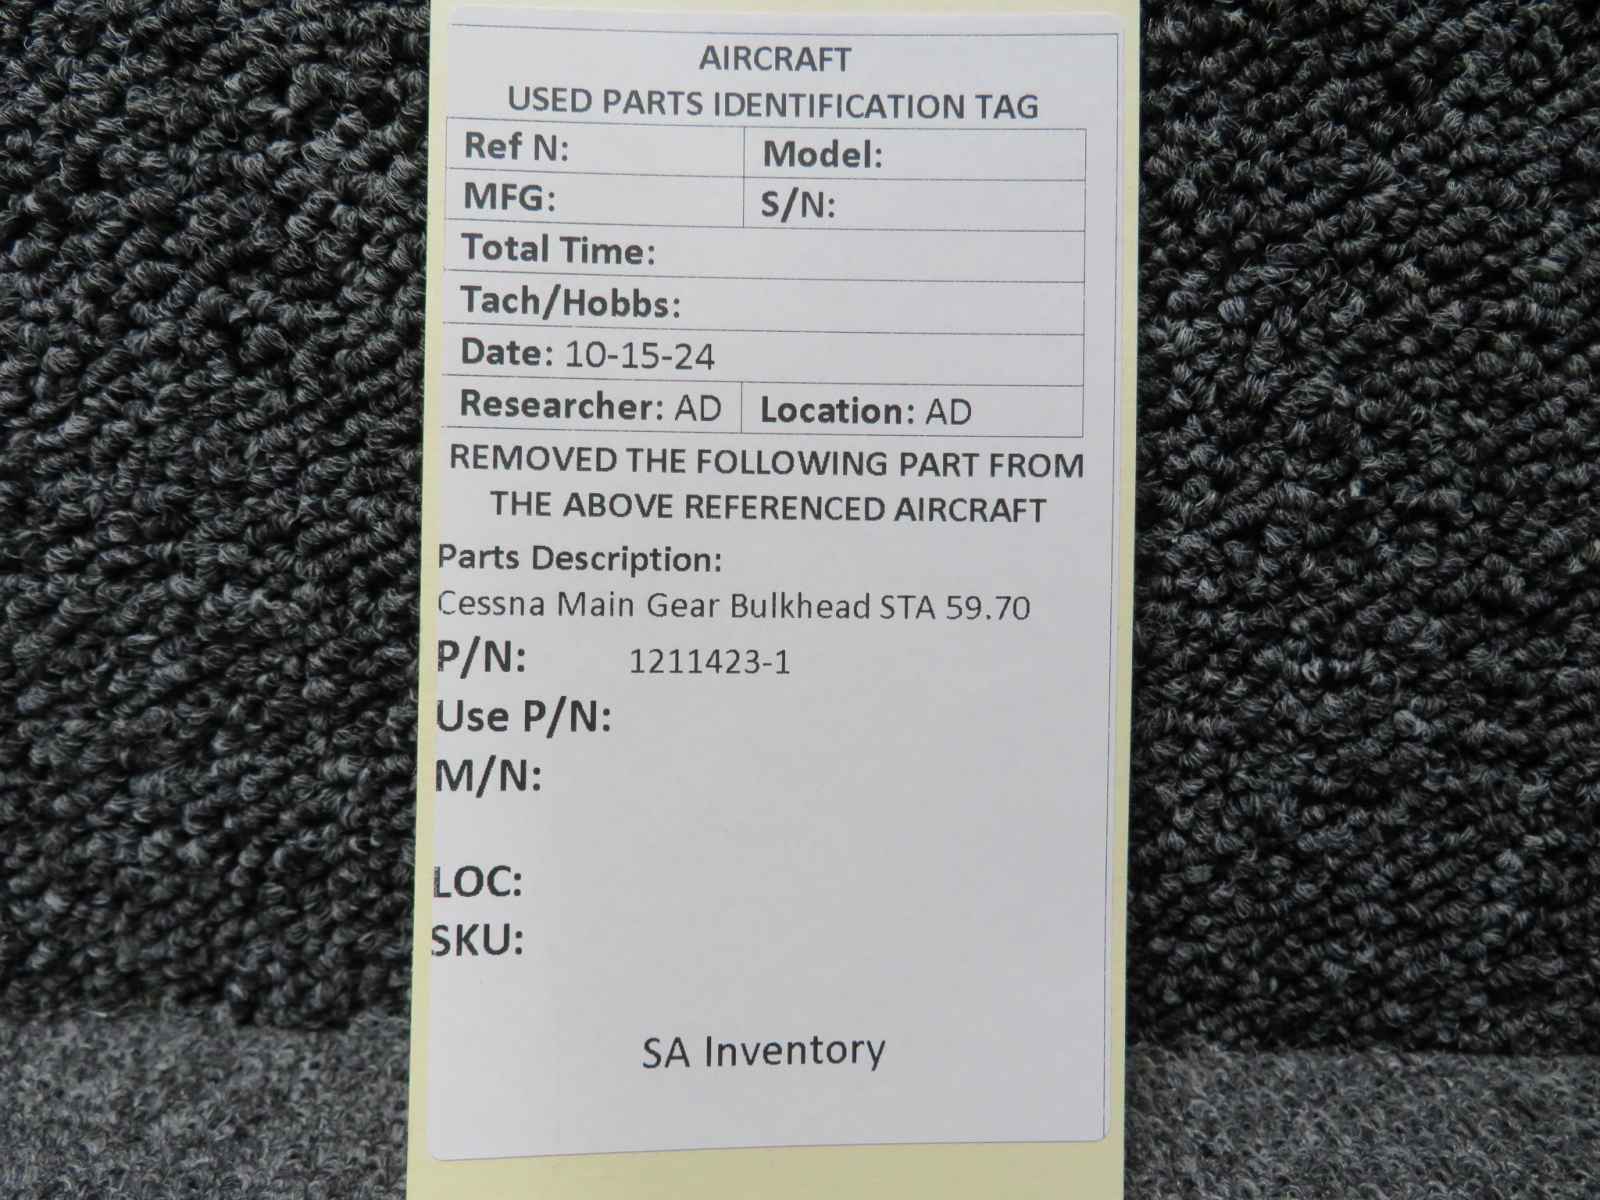 AIRCRAFT
USED PARTS IDENTIFICATION TAG
Ref N: Model:
MFG: S/N:
Total Time:
Tach/Hobbs:
Date: 10-15-24
Researcher: AD Location: AD
REMOVED THE FOLLOWING PART FROM
THE ABOVE REFERENCED AIRCRAFT
Parts Description:
Cessna Main Gear Bulkhead STA 59.70
P/N: 1211423-1
Use P/N:
M/N:
LOC:
SKU:
SA Inventory